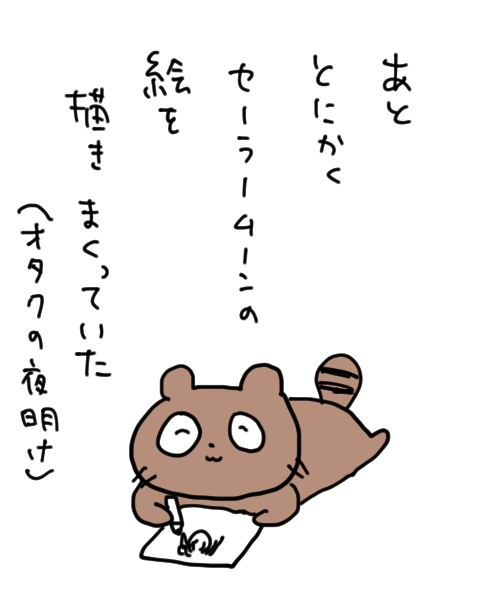 あと
とにかく
セーラームーンの
絵を
描きまくっていた
(オタクの夜明け)